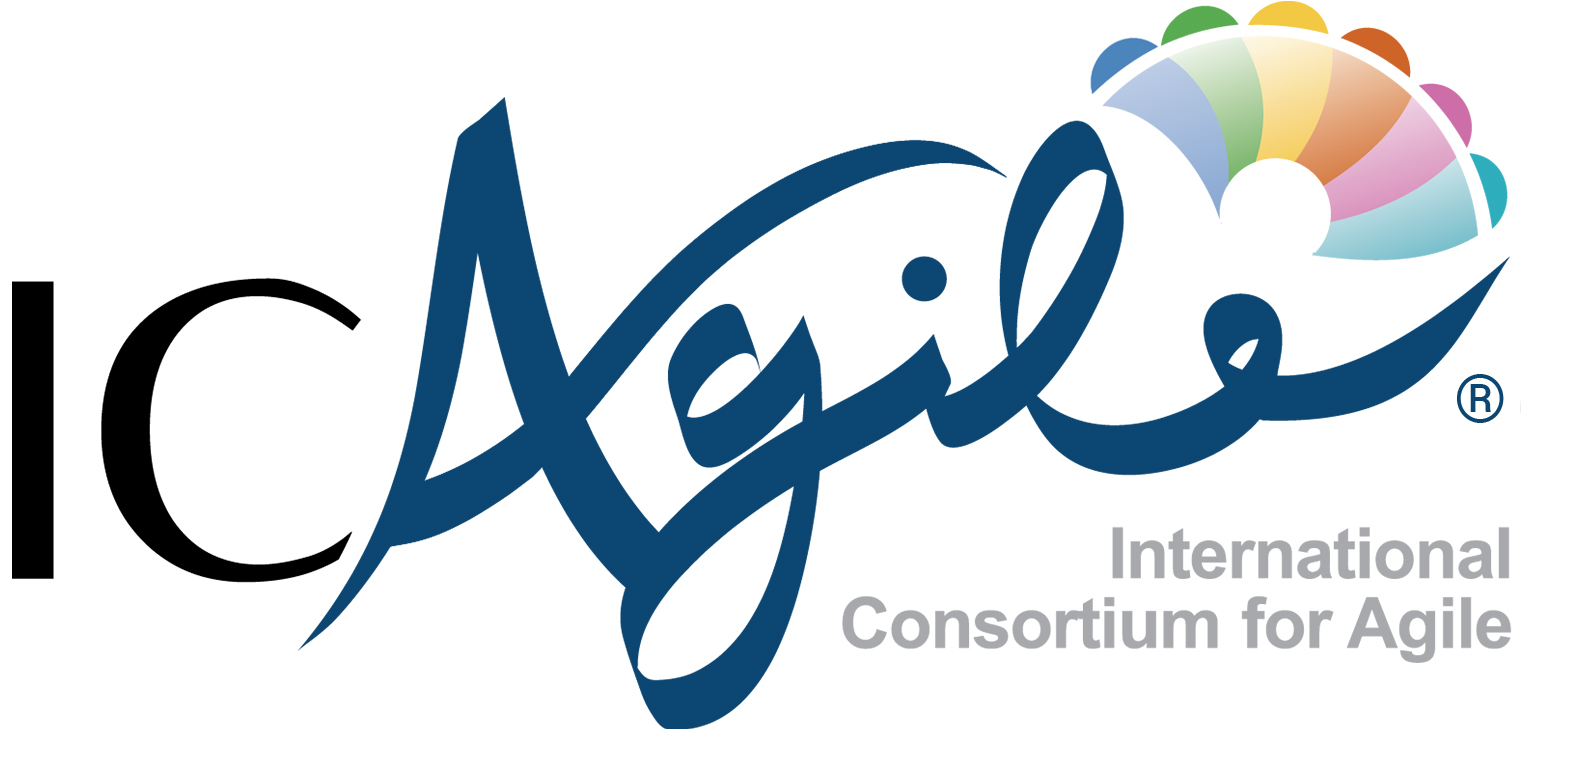 ICAgile®
International
Consortium for Agile